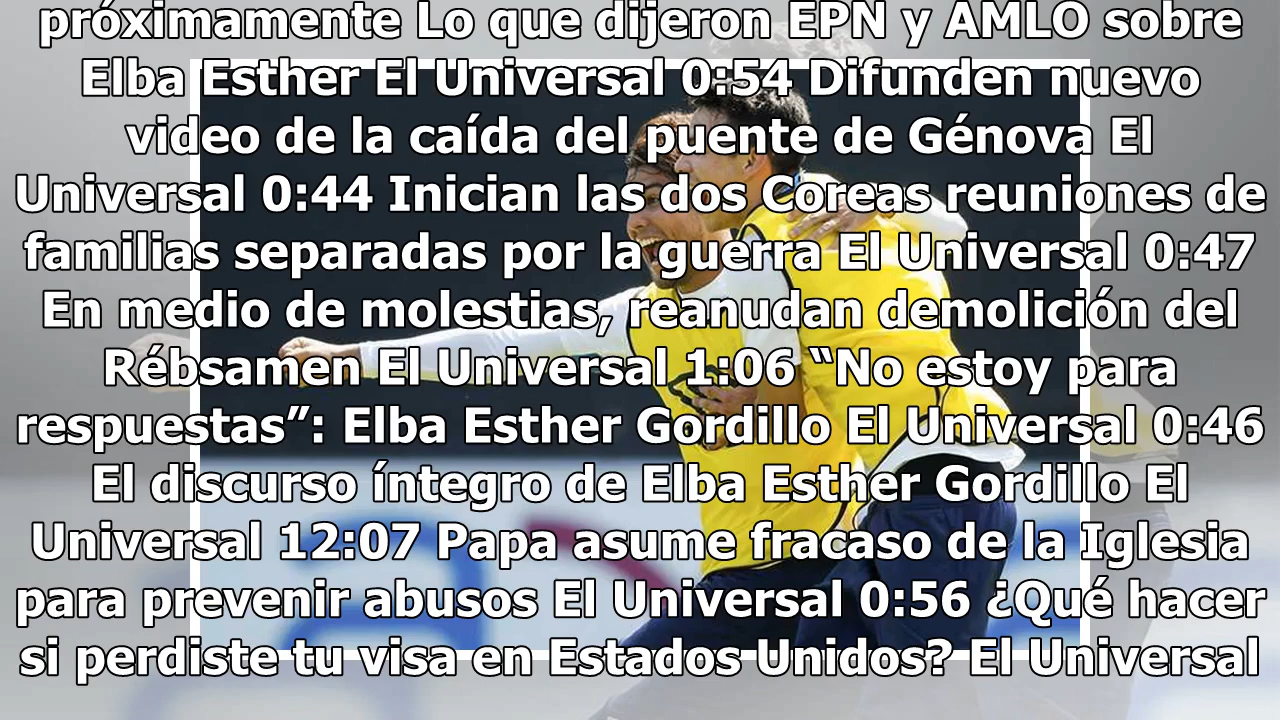 próximamente Lo que dijeron EPN y AMLO sobre
Elba Esther El Universal 0:54 Difunden nuevo
video de la caída del puente de Génova El
Universal 0:44 Inician las dos Coreas reuniones de
familias separadas por la guerra El Universal 0:47
En medio de molestias, reanudan demolición del
Rébsamen El Universal 1:06 “No estoy para
respuestas”: Elba Esther Gordillo El Universal 0:46
El discurso íntegro de Elba Esther Gordillo El
Universal 12:07 Papa asume fracaso de la Iglesia
para prevenir abusos El Universal 0:56 ¿Qué hacer
si perdiste tu visa en Estados Unidos? El Universal